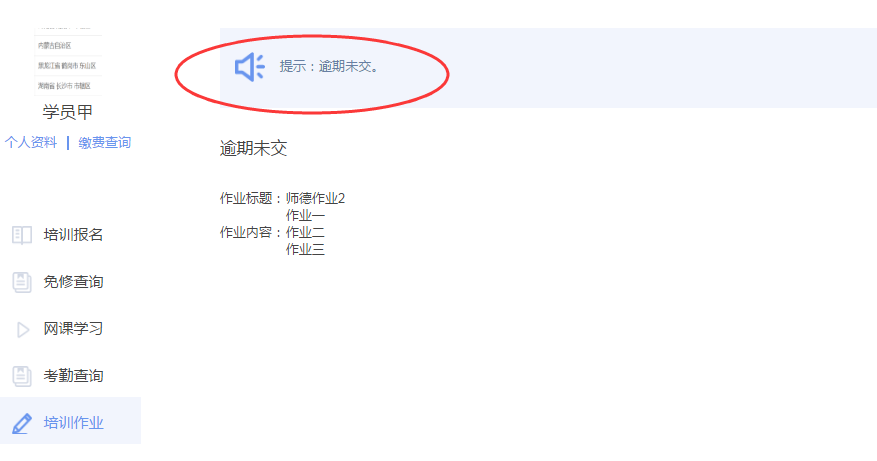 内蒙古自治区
黑龙江省 鹤岗市 东山区
湖南省 长沙市 市辖区
学员甲
个人资料 | 缴费查询
培训报名
免修查询
网课学习
考勤查询
培训作业
提示：逾期未交。
逾期未交
作业标题：师德作业2
作业一
作业内容：作业二
作业三